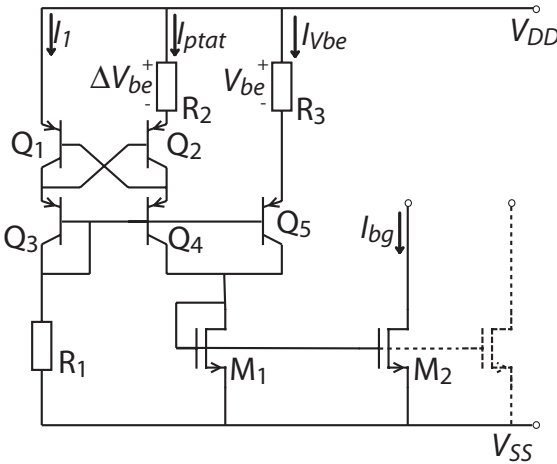 I1
Iptat
IVbe
VDD
+
ΔVbe
-
R2
+
Vbe
-
R3
Q1
Q2
Q3
Q4
Q5
Ibg
R1
M1
M2
VSS